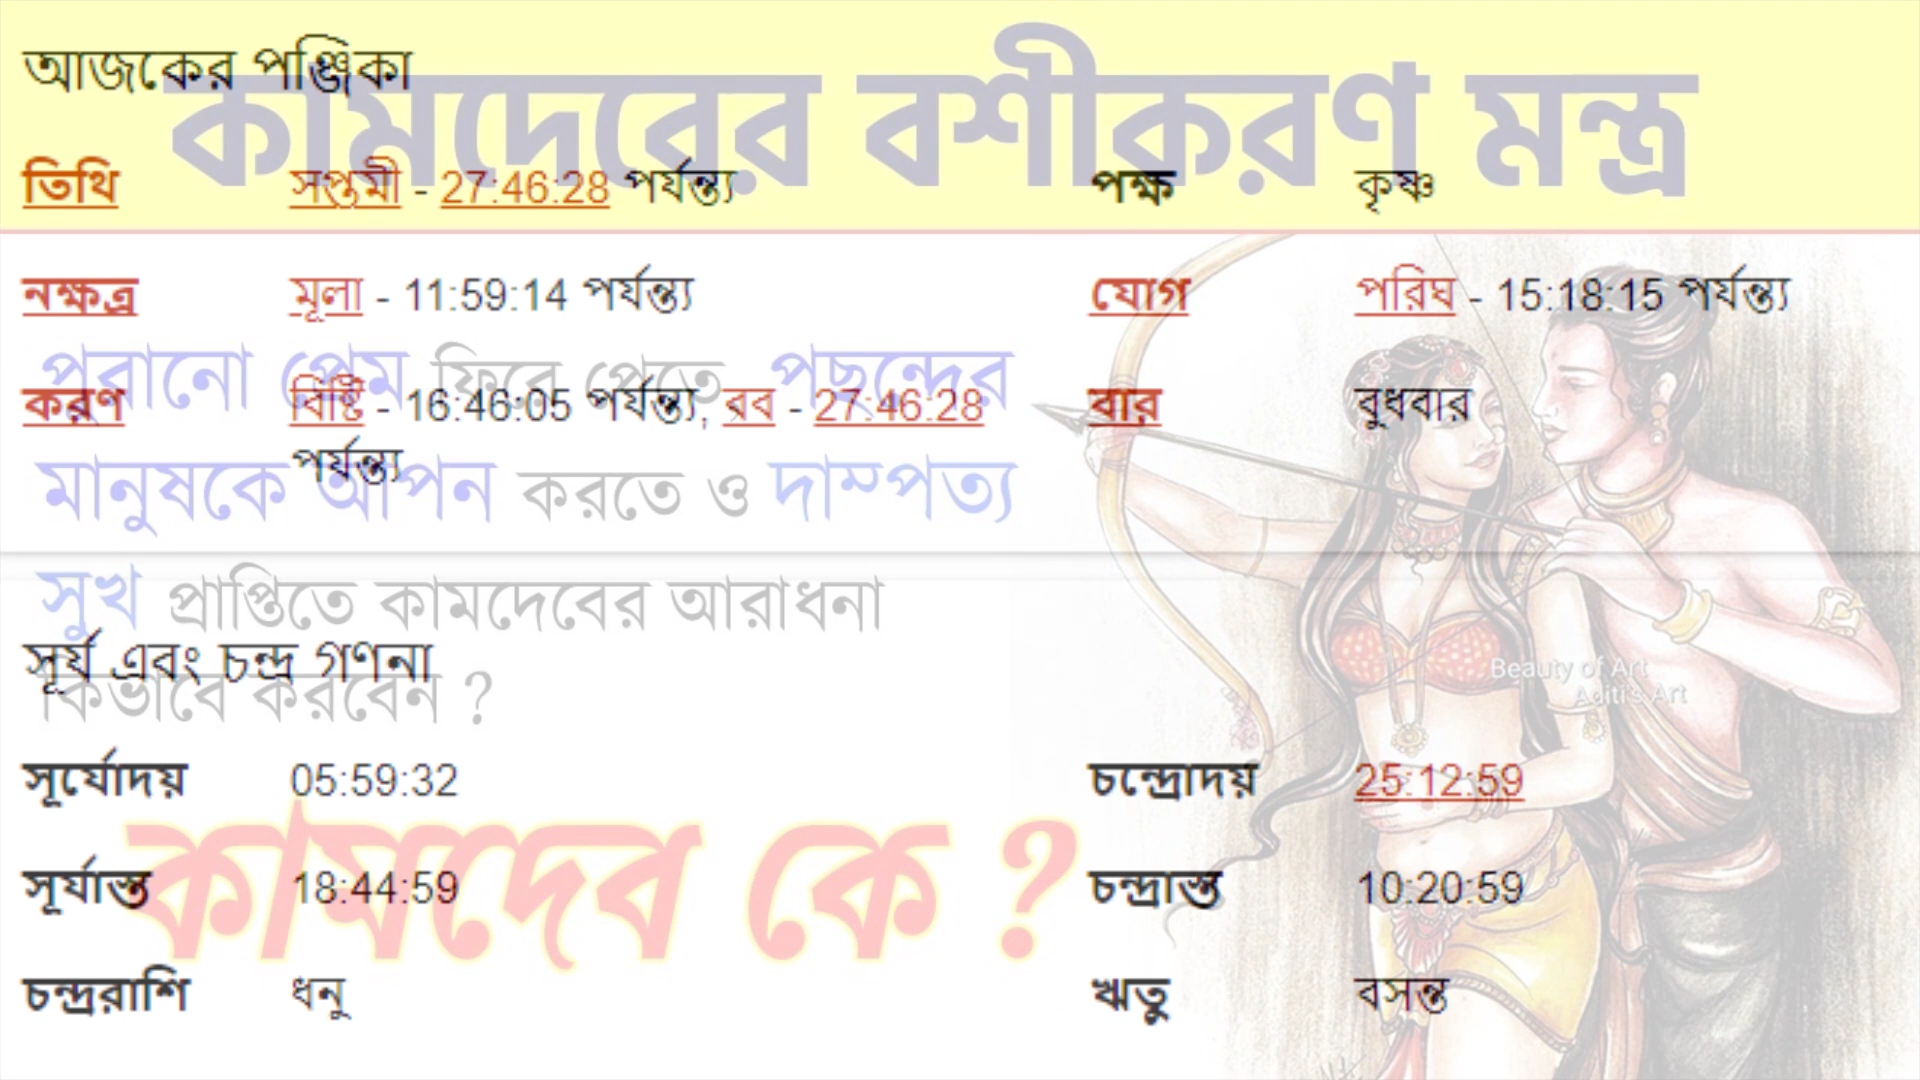 আজকের পঞ্জিকা
কামদেবের বশীকরণ মন্ত্র
তিথি সপ্তমী - 27:46:28 পর্যন্ত্য পক্ষ কৃষ্ণ
নক্ষত্র মূলা - 11:59:14 পর্যন্ত্য যোগ পরিঘ - 15:18:15 পর্যন্ত্য
পুরানো প্রেম ফিরে পেতে পছন্দের
করণ বিষ্টি - 16:46:05 পর্যন্ত্য, বব - 27:46:28 বার বুধবার
পর্যন্ত্য
মানুষকে আপন করতে ও দাম্পত্য
সুখ প্রাপ্তিতে কামদেবের আরাধনা
সূর্য এবং চন্দ্র গণনা
কিভাবে করবেন ?
Beauty of Art
Aditi's Art
সূর্যোদয় 05:59:32 চন্দ্রোদয় 25:12:59
কামদেব কে ?
সূর্যাস্ত 18:44:59 চন্দ্রাস্ত 10:20:59
চন্দ্ররাশি ধনু ঋতু বসন্ত